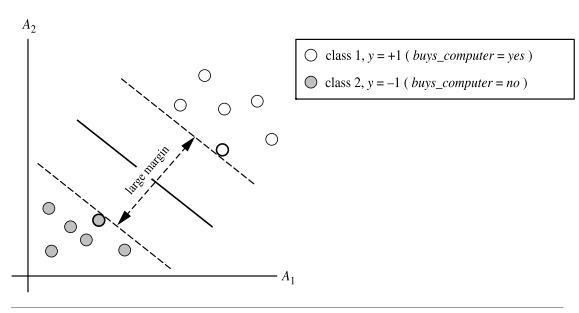 A2
class 1, y = +1 ( buys_computer = yes )
class 2, y = –1 ( buys_computer = no )
large margin
A1